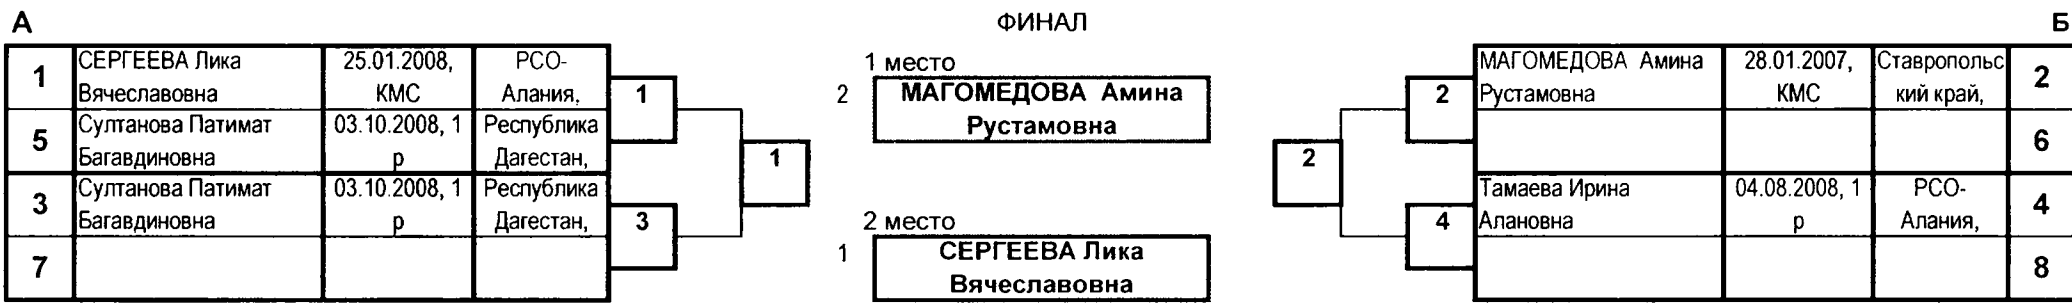 А
ФИНАЛ
Б
1
СЕРГЕЕВА Лика
Вячеславовна
25.01.2008,
КМС
РСО-
Алания,
5
Султанова Патимат
Багавдиновна
03.10.2008, 1
р
Республика
Дагестан,
3
Султанова Патимат
Багавдиновна
03.10.2008, 1
р
Республика
Дагестан,
7
1
3
1
1 место
2
МАГОМЕДОВА Амина
Рустамовна
2 место
1
СЕРГЕЕВА Лика
Вячеславовна
2
2
4
МАГОМЕДОВА Амина
Рустамовна
28.01.2007,
КМС
Ставропольс
кий край,
2
6
Тамаева Ирина
Алановна
04.08.2008, 1
р
РСО-
Алания,
4
8